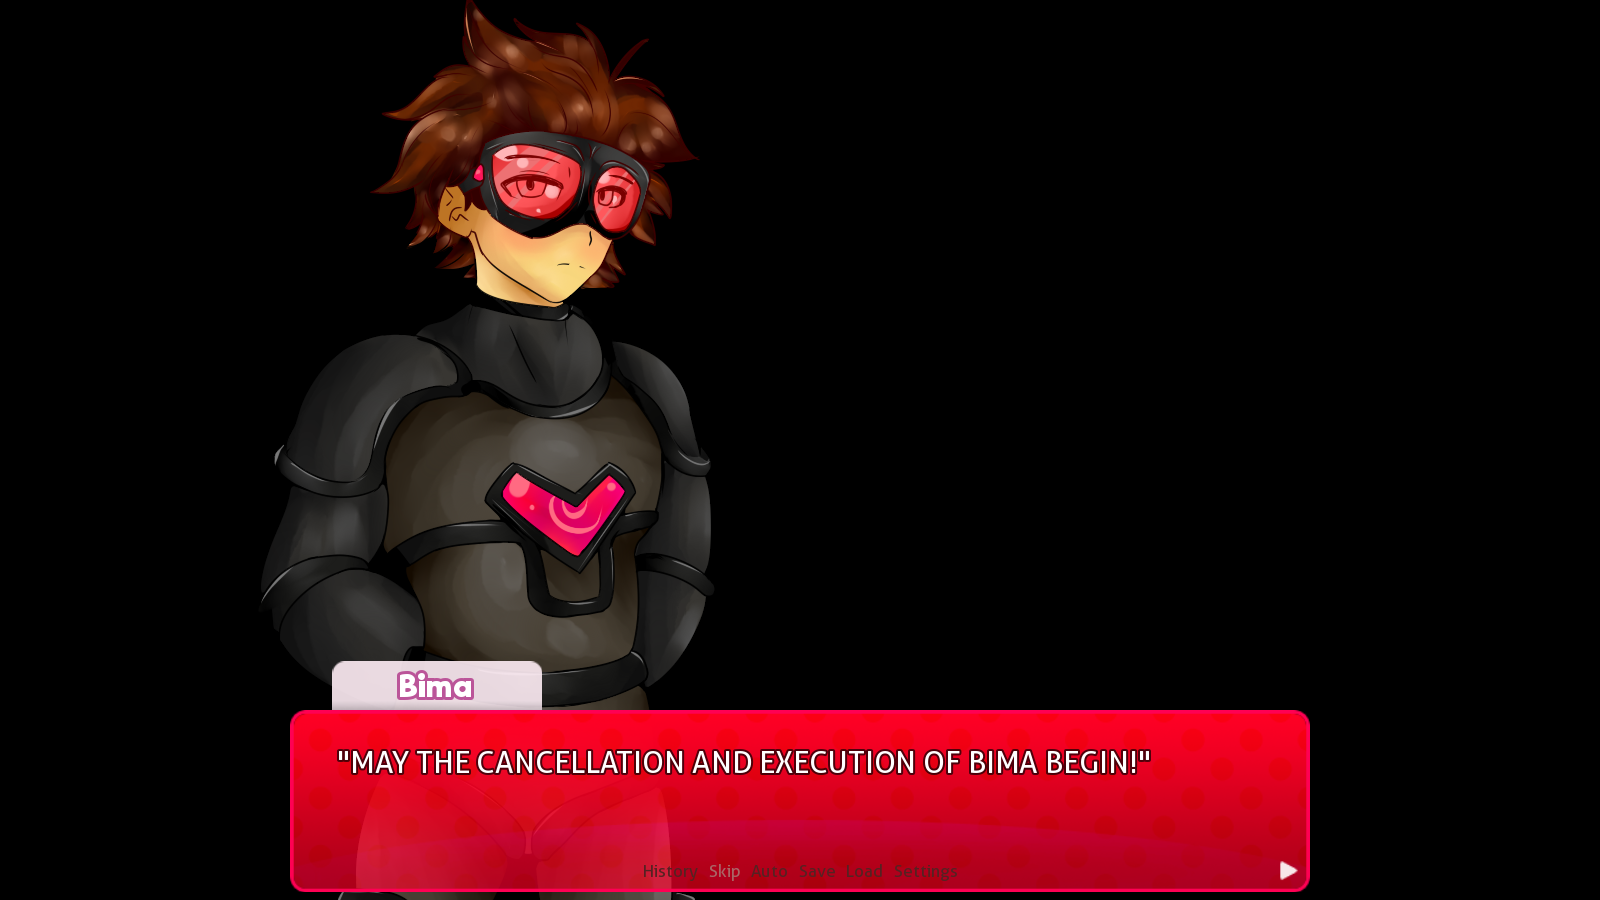 Bima
"MAY THE CANCELLATION AND EXECUTION OF BIMA BEGIN!"
History Skip Auto Save Load Settings